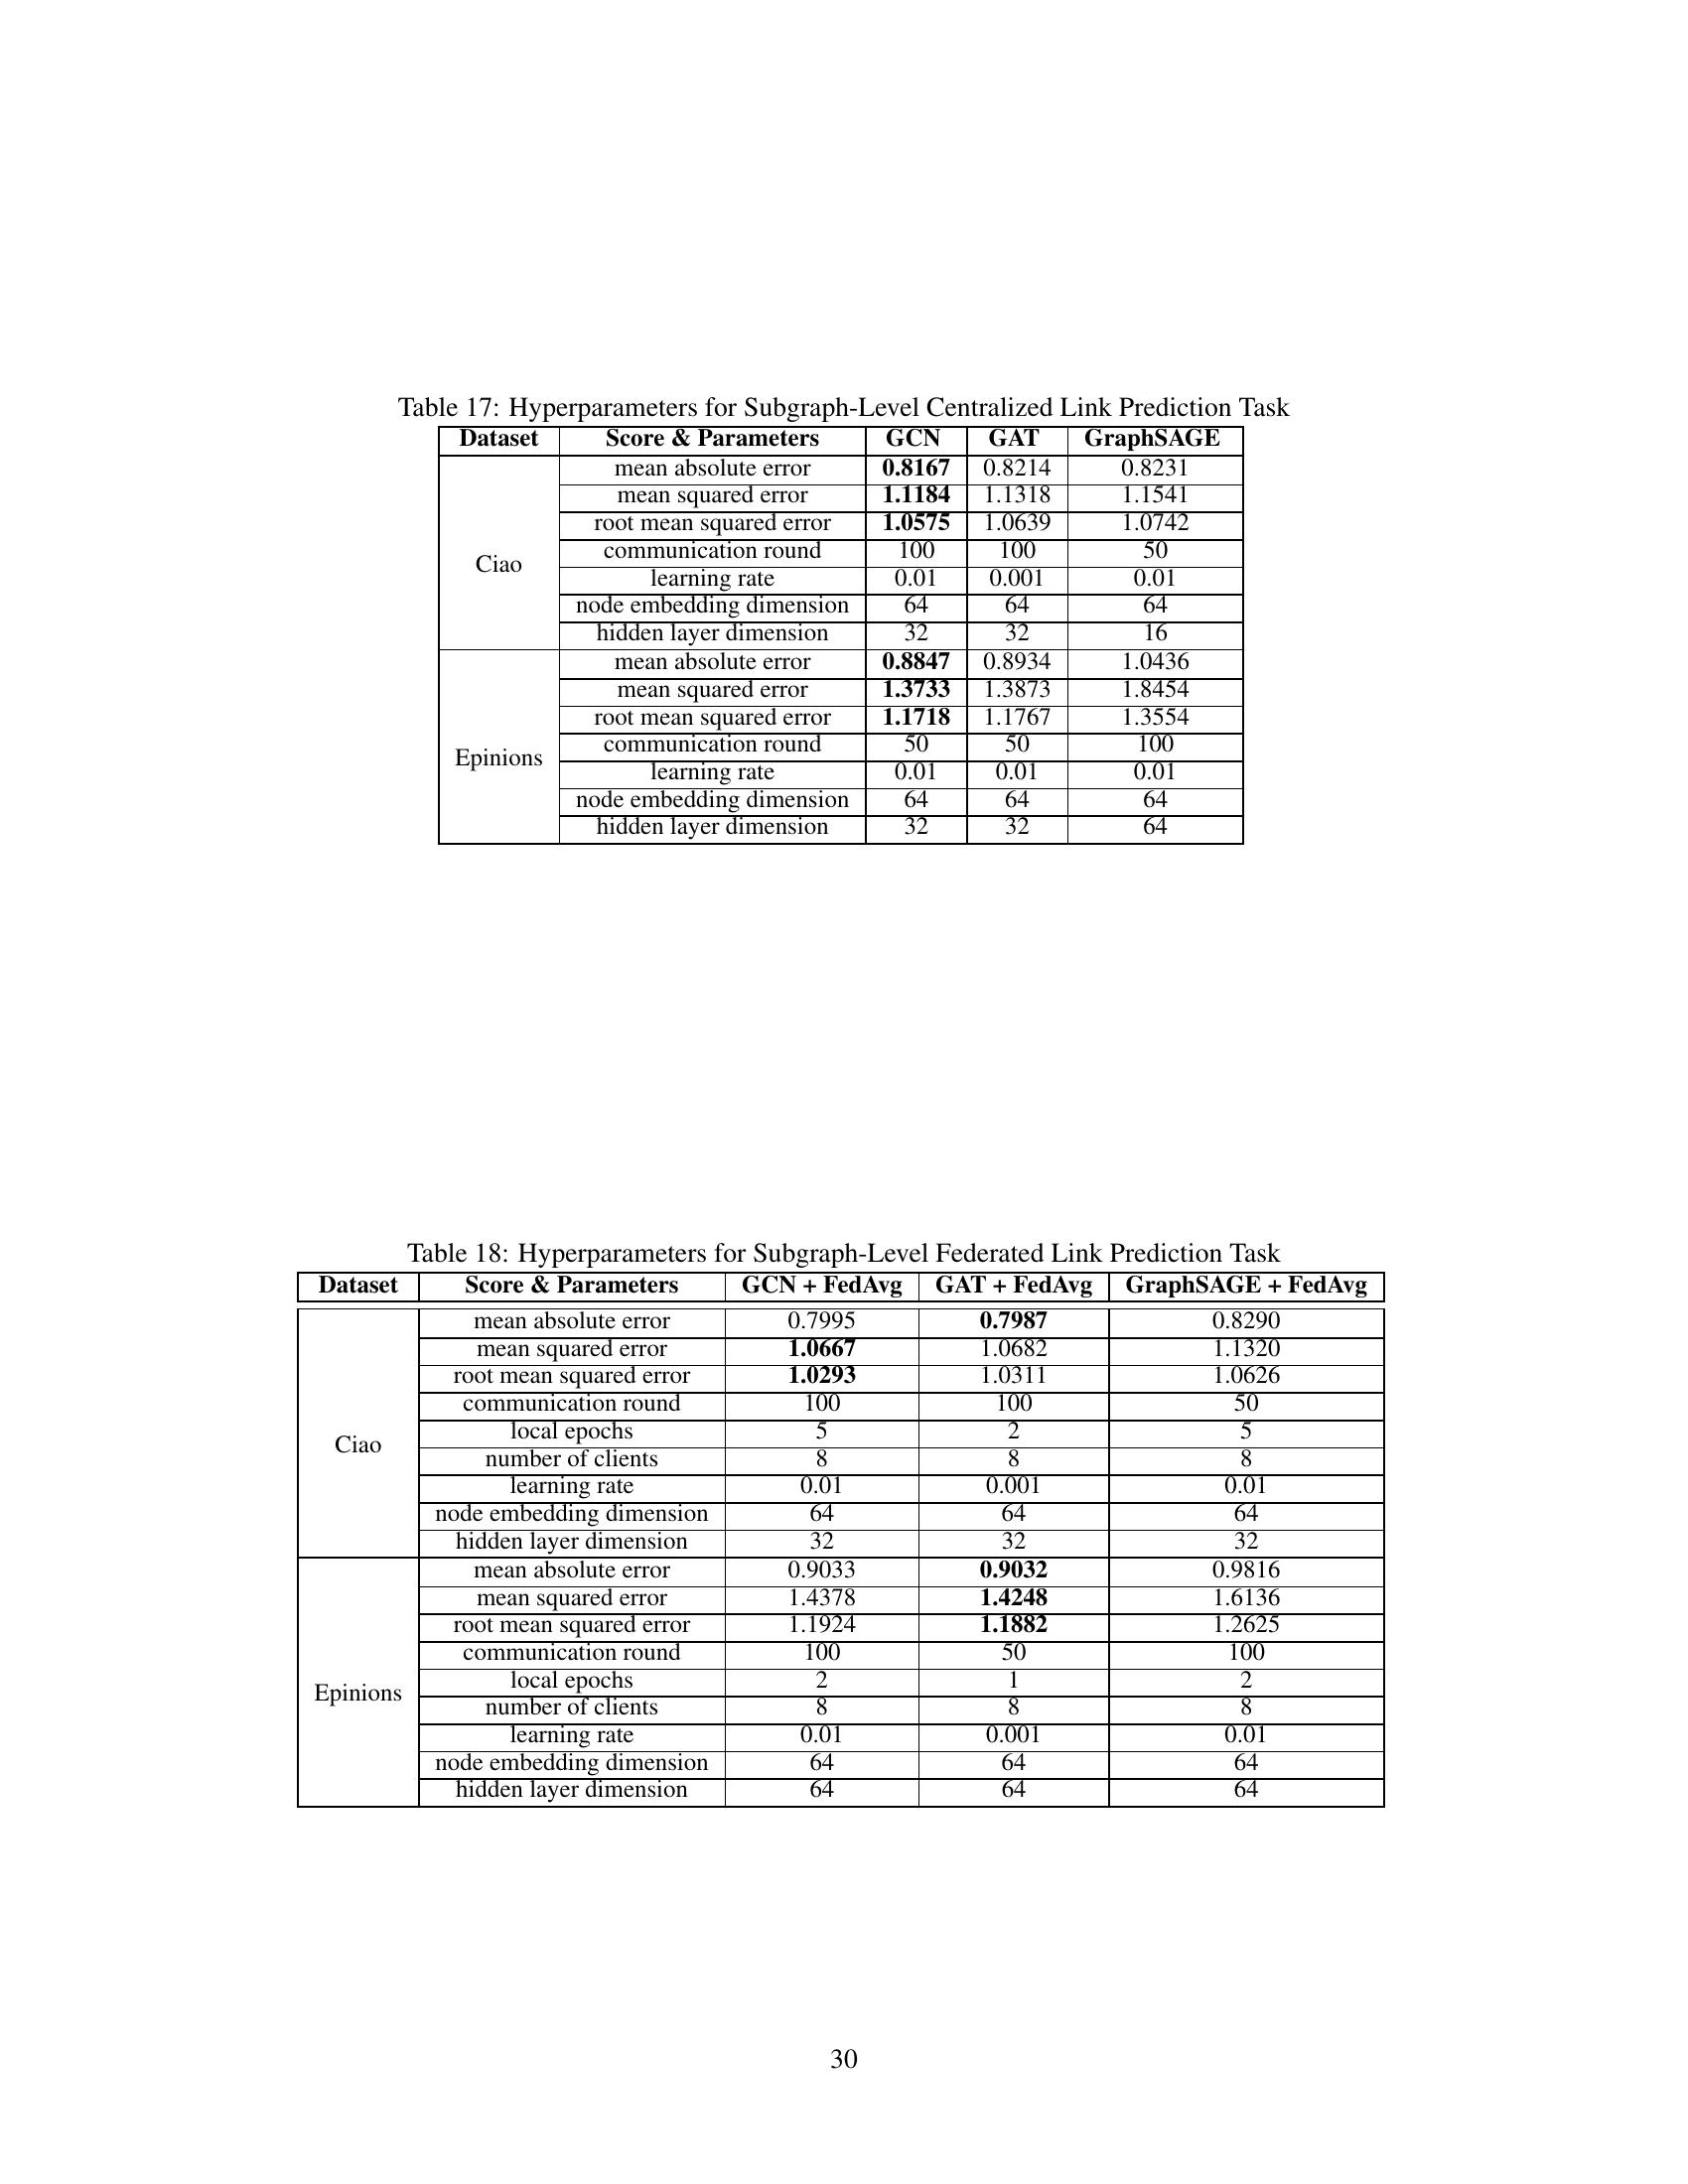 Table 17: Hyperparameters for Subgraph-Level Centralized Link Prediction Task
Dataset Score & Parameters GCN GAT GraphSAGE
Ciao
mean absolute error 0.8167 0.8214 0.8231
mean squared error 1.1184 1.1318 1.1541
root mean squared error 1.0575 1.0639 1.0742
communication round 100 100 50
learning rate 0.01 0.001 0.01
node embedding dimension 64 64 64
hidden layer dimension 32 32 16
Epinions
mean absolute error 0.8847 0.8934 1.0436
mean squared error 1.3733 1.3873 1.8454
root mean squared error 1.1718 1.1767 1.3554
communication round 50 50 100
learning rate 0.01 0.01 0.01
node embedding dimension 64 64 64
hidden layer dimension 32 32 64
Table 18: Hyperparameters for Subgraph-Level Federated Link Prediction Task
Dataset Score & Parameters GCN + FedAvg GAT + FedAvg GraphSAGE + FedAvg
Ciao
mean absolute error 0.7995 0.7987 0.8290
mean squared error 1.0667 1.0682 1.1320
root mean squared error 1.0293 1.0311 1.0626
communication round 100 100 50
local epochs 5 2 5
number of clients 8 8 8
learning rate 0.01 0.001 0.01
node embedding dimension 64 64 64
hidden layer dimension 32 32 32
Epinions
mean absolute error 0.9033 0.9032 0.9816
mean squared error 1.4378 1.4248 1.6136
root mean squared error 1.1924 1.1882 1.2625
communication round 100 50 100
local epochs 2 1 2
number of clients 8 8 8
learning rate 0.01 0.001 0.01
node embedding dimension 64 64 64
hidden layer dimension 64 64 64
30